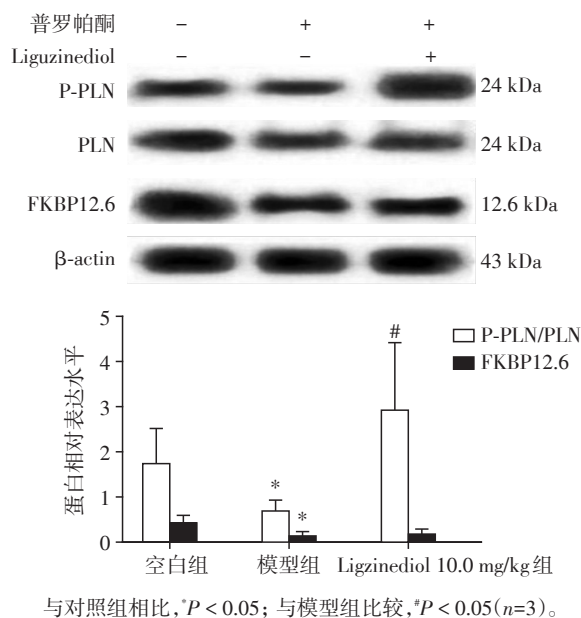 普罗帕酮 − + +
Liguzinediol − − +
P-PLN 24 kDa
PLN 24 kDa
FKBP12.6 12.6 kDa
β-actin 43 kDa
蛋白相对表达水平
5
4
3
2
1
0
#
* *
P-PLN/PLN
FKBP12.6
空白组 模型组 Ligzinediol 10.0 mg/kg 组
与对照组相比,*P < 0.05; 与模型组比较,#P < 0.05(n=3)。